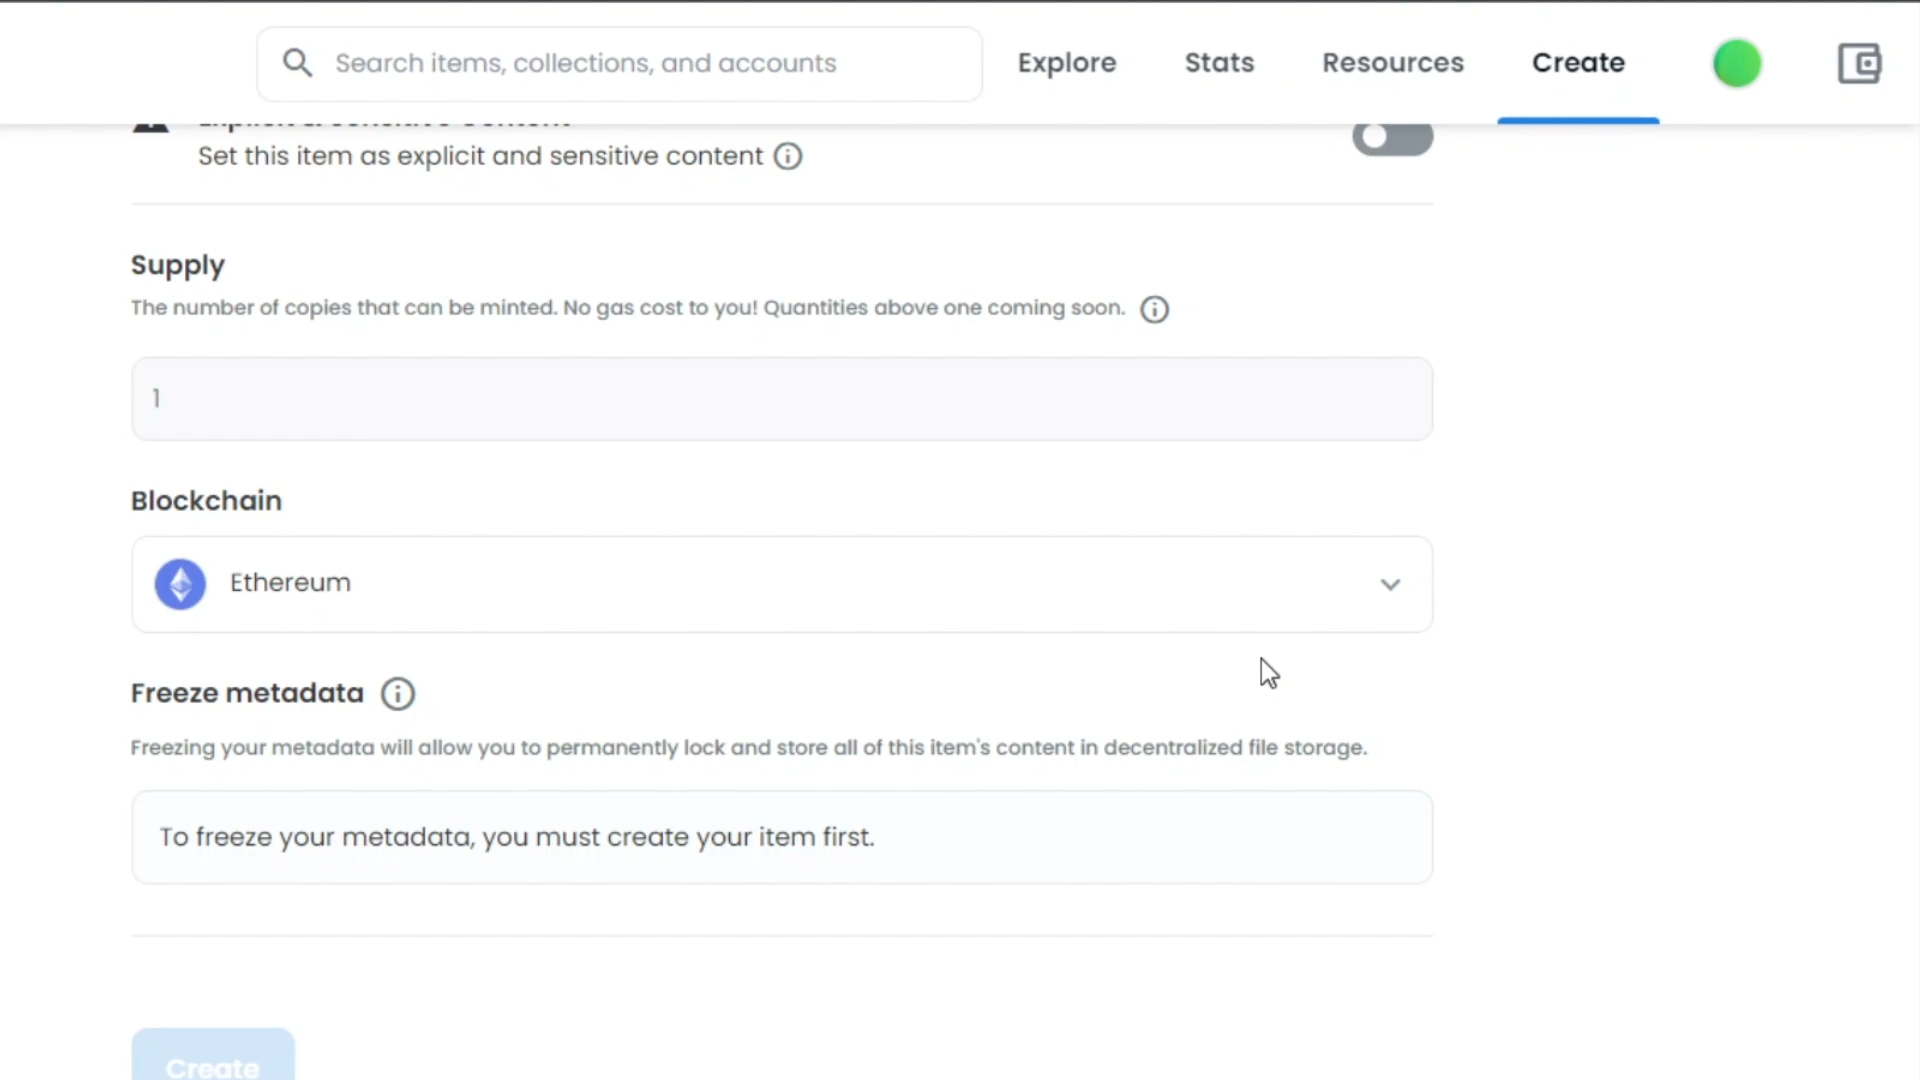 Search items, collections, and accounts
Explore
Stats
Resources
Create
Explicit & Sensitive Content
Set this item as explicit and sensitive content
Supply
The number of copies that can be minted. No gas cost to you! Quantities above one coming soon.
1
Blockchain
Ethereum
Freeze metadata
Freezing your metadata will allow you to permanently lock and store all of this item's content in decentralized file storage.
To freeze your metadata, you must create your item first.
Create